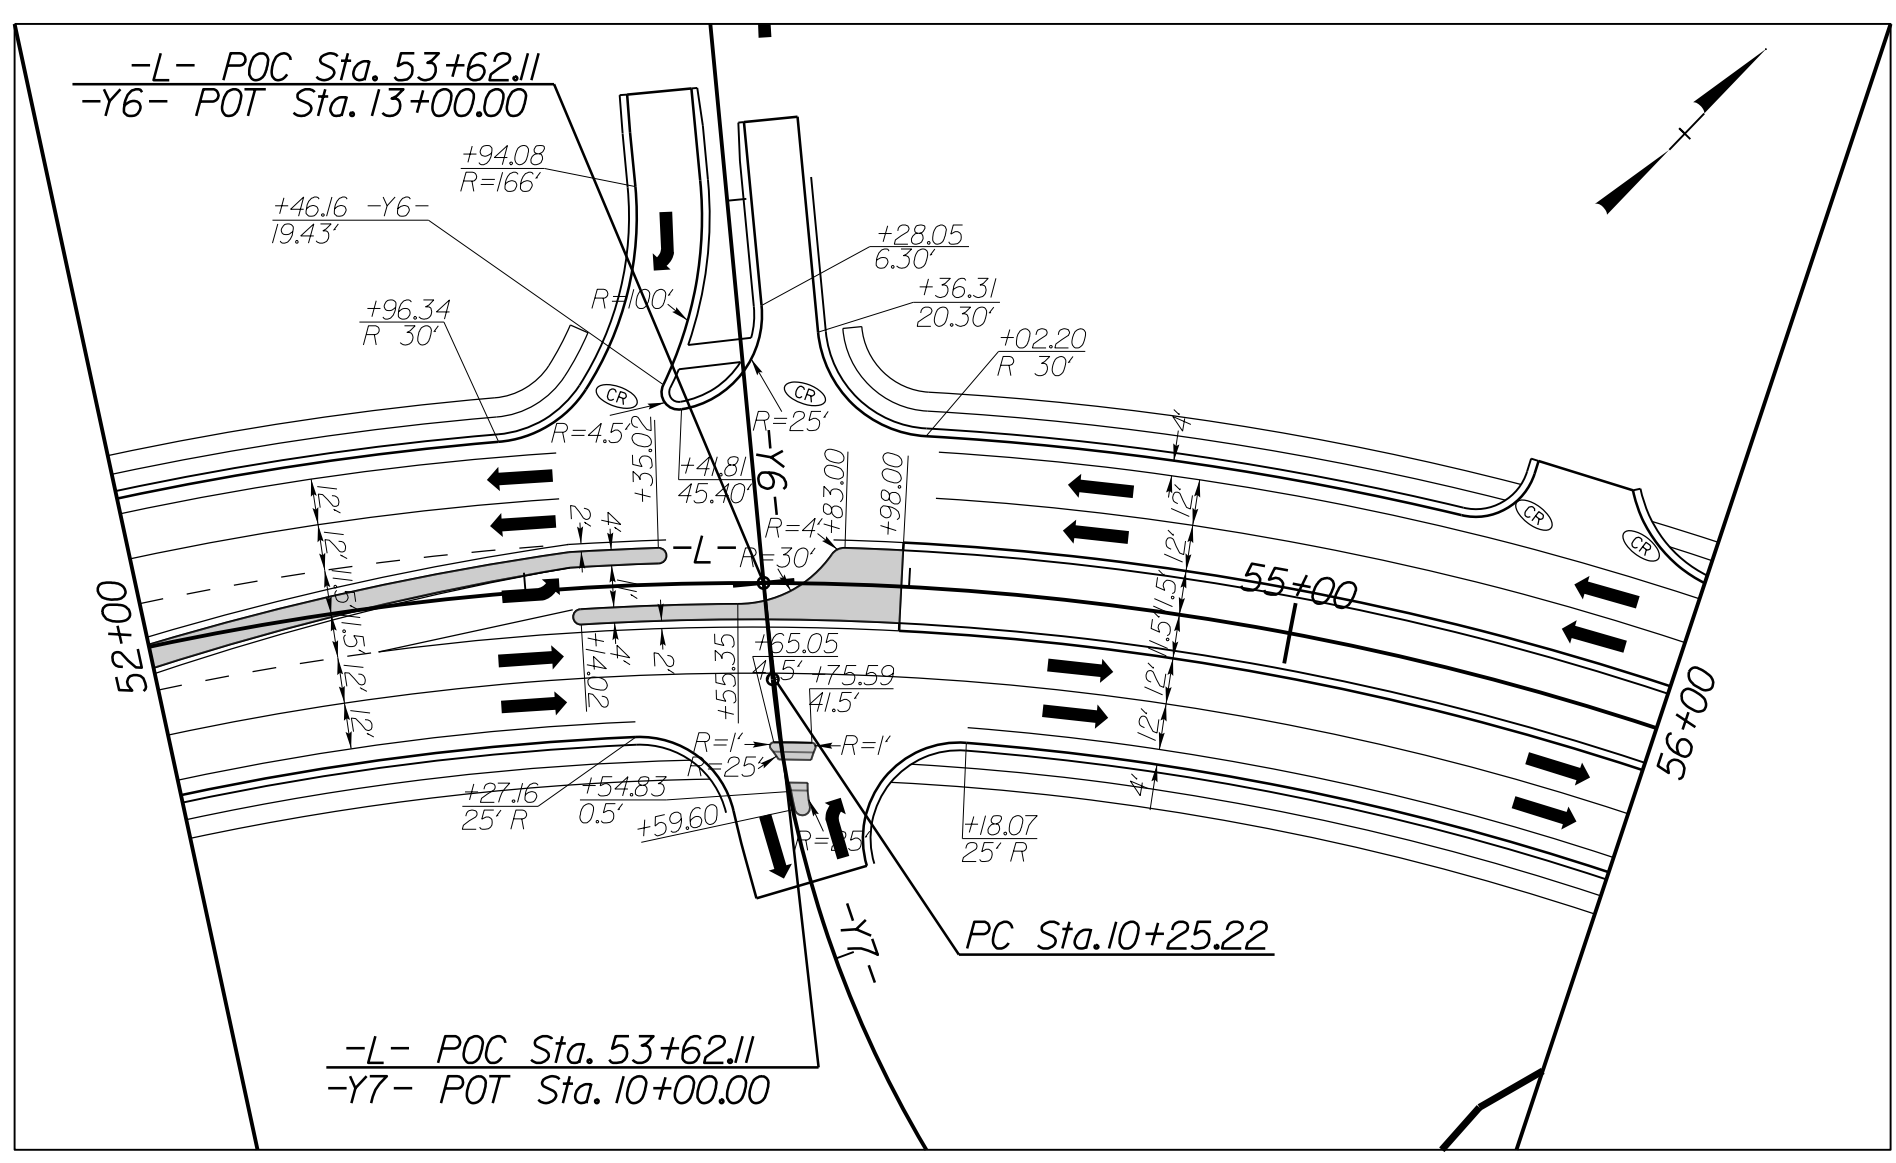 -L- POC Sta. 53+62.11
-Y6- POT Sta. 13+00.00
+94.08
R=166'
+46.16 -Y6-
19.43'
+28.05
6.30'
+36.31
20.30'
R=100'
+96.34
R 30'
+02.20
R 30'
CR
CR
R=4.5'
R=25'
+35.02
+41.81
45.40'
-Y6-
+83.00
+98.00
4'
12'
12'
11.5'
11.5'
12'
12'
2'
4'
11'
-L-
R=4'
R=30'
12'
12'
11.5'
11.5'
12'
12'
4'
CR
CR
52+00
55+00
56+00
+14.02
4'
2'
+55.35
+65.05
41.5'
+75.59
41.5'
R=1'
R=1'
R=25'
+27.16
25' R
+54.83
0.5'
+59.60
R=25'
+18.07
25' R
-Y7-
PC Sta. 10+25.22
-L- POC Sta. 53+62.11
-Y7- POT Sta. 10+00.00